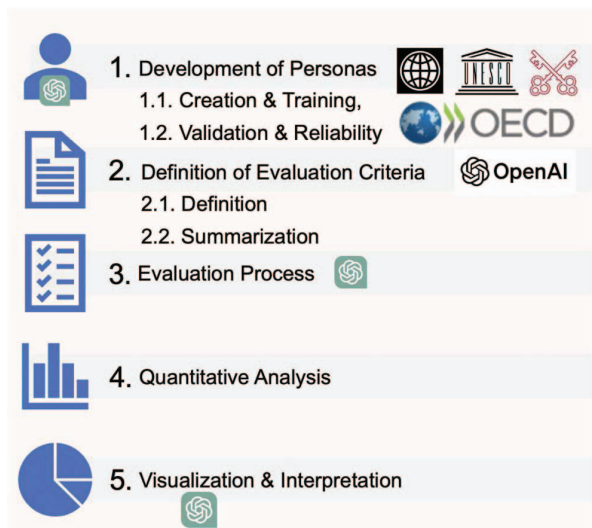 1. Development of Personas
UNESCO
1.1. Creation & Training,
1.2. Validation & Reliability
OECD
2. Definition of Evaluation Criteria
OpenAI
2.1. Definition
2.2. Summarization
3. Evaluation Process
4. Quantitative Analysis
5. Visualization & Interpretation